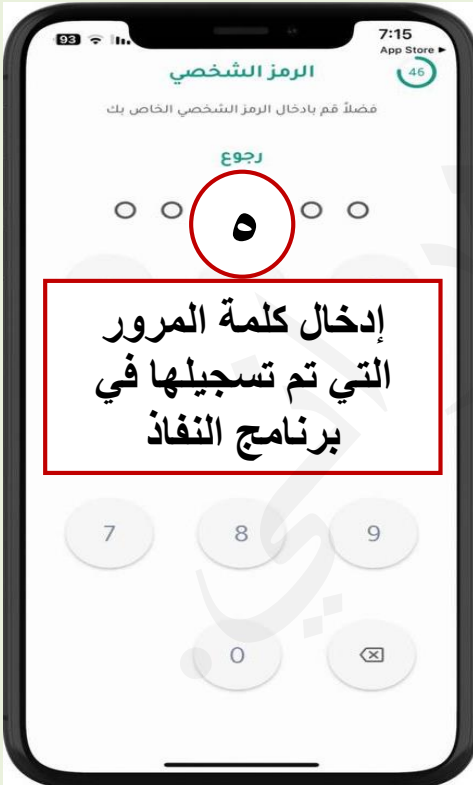 93
7:15
App Store
الرمز الشخصي
46
فضلاً قم بادخال الرمز الشخصي الخاص بك
رجوع
٥
إدخال كلمة المرور
التي تم تسجيلها في
برنامج النفاذ
7 8 9
0